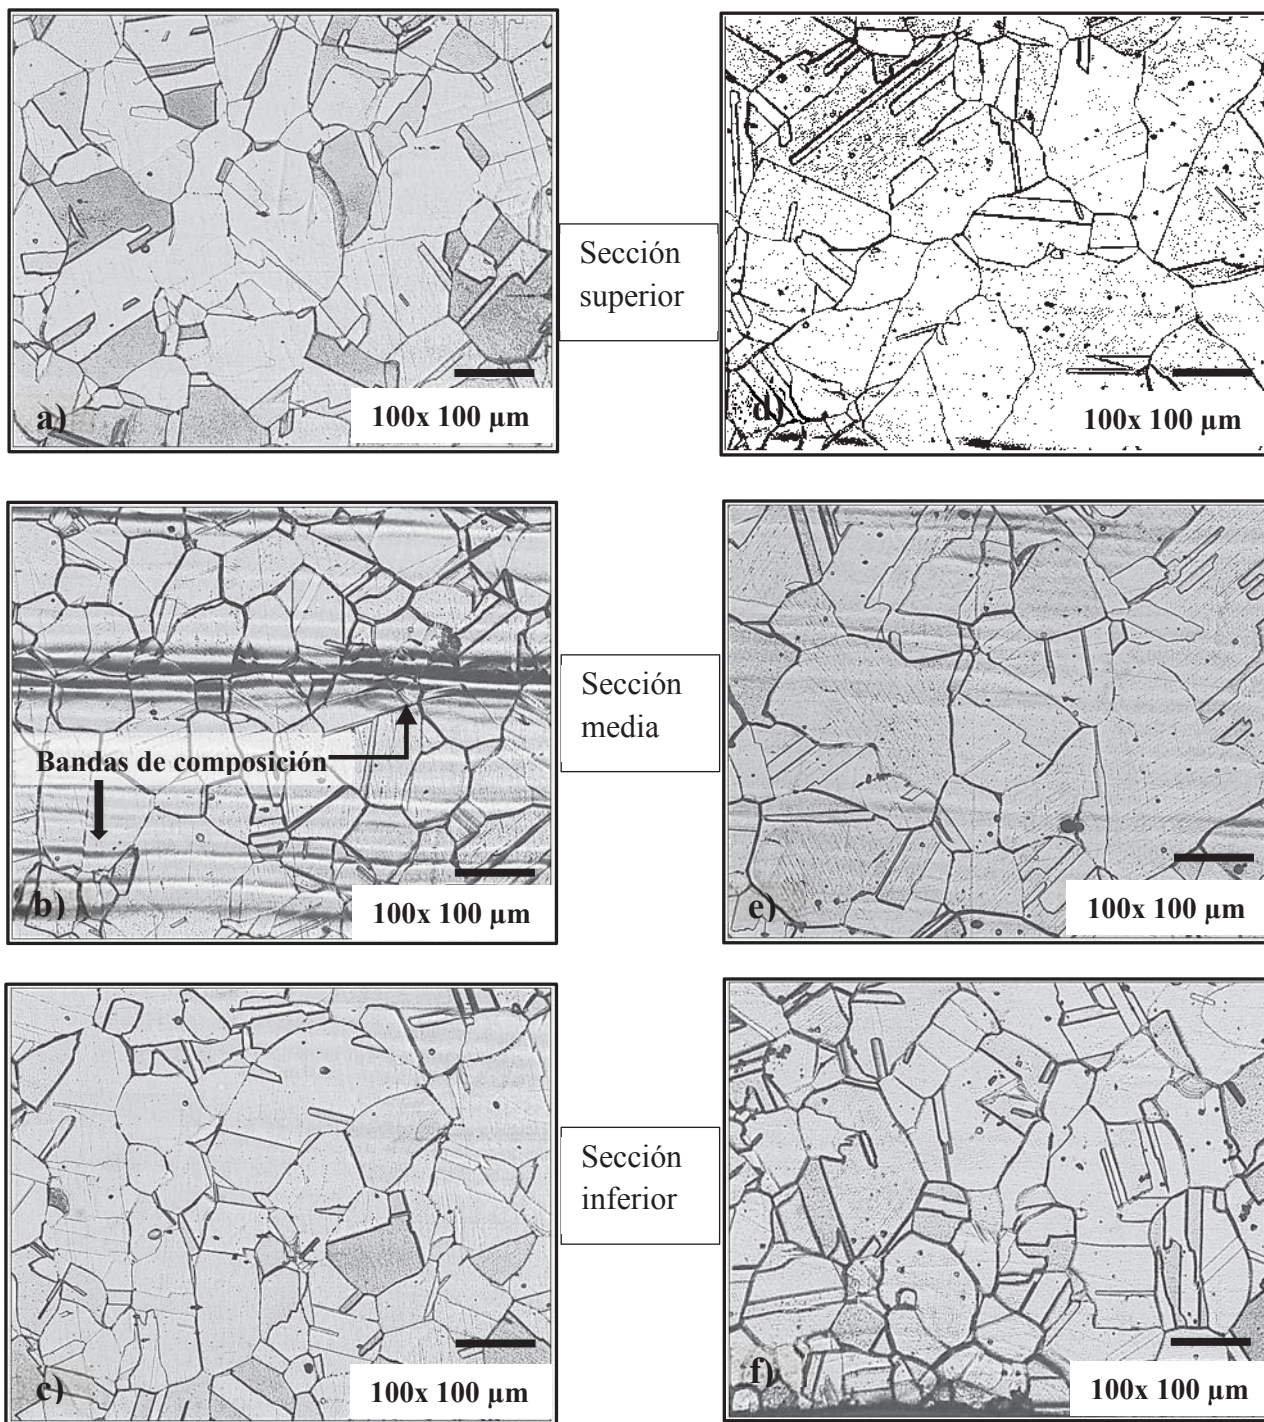 a)
100x 100 µm
Sección
superior
d)
100x 100 µm
Bandas de composición
b)
100x 100 µm
Sección
media
e)
100x 100 µm
c)
100x 100 µm
Sección
inferior
f)
100x 100 µm